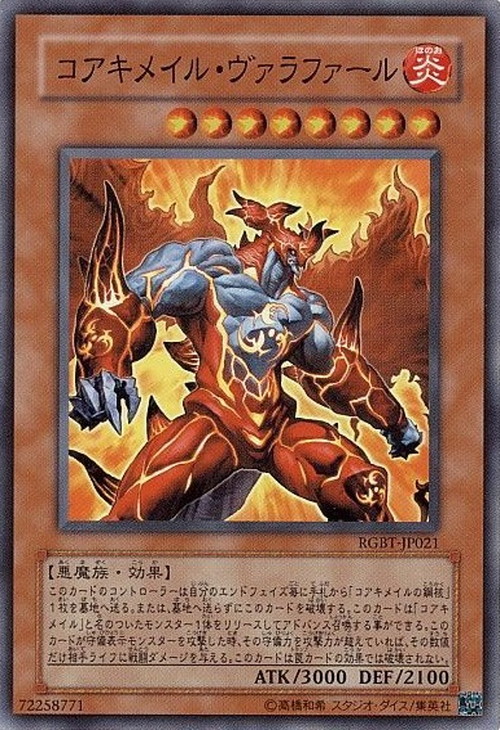 コアキメイル・ヴァラファール
ほのお
炎
RGBT-JP021
【悪魔族・効果】
このカードのコントローラーは自分のエンドフェイズ毎に手札から「コアキメイルの鋼核」
1枚を墓地へ送る。または、墓地へ送らずにこのカードを破壊する。このカードは「コアキ
メイル」と名のついたモンスター1体をリリースしてアドバンス召喚する事ができる。この
カードが守備表示モンスターを攻撃した時、その守備力を攻撃力が越えていれば、その数値
だけ相手ライフに戦闘ダメージを与える。このカードは罠カードの効果では破壊されない。
ATK/3000 DEF/2100
72258771
©高橋和希 スタジオ・ダイス/集英社